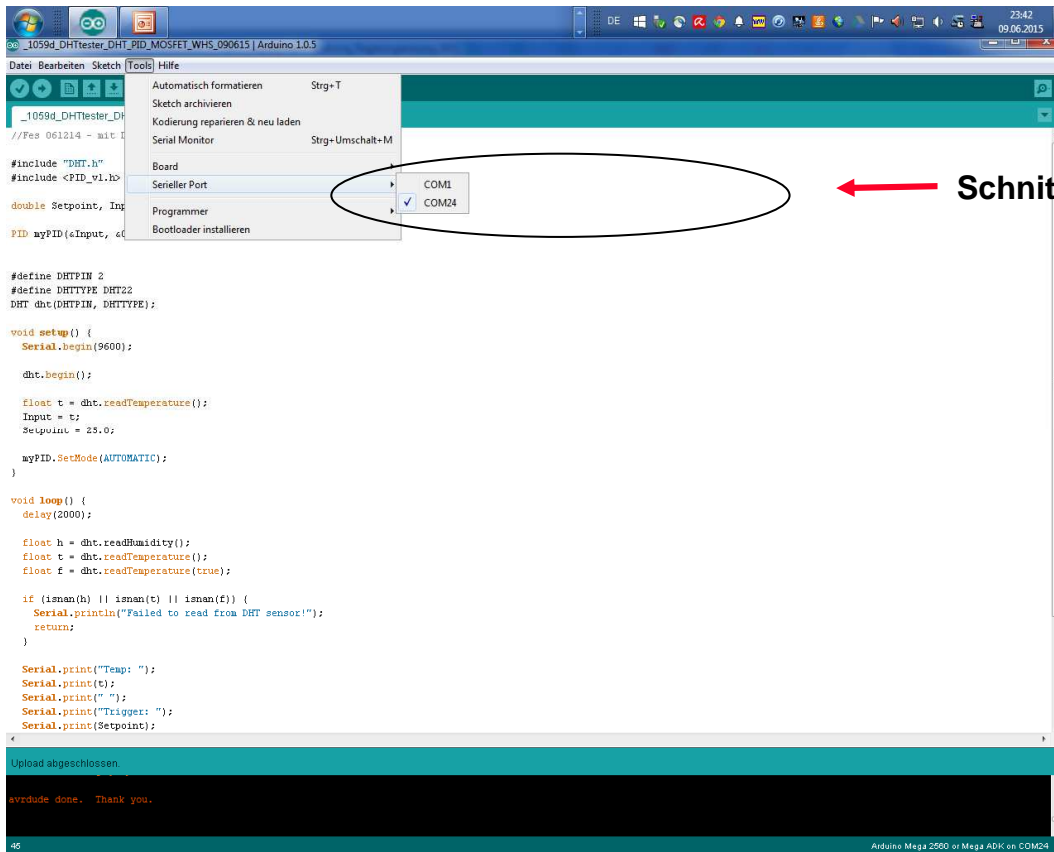 DE
23:42
09.06.2015
_1059d_DHTtester_DHT_PID_MOSFET_WHS_090615 | Arduino 1.0.5
Datei Bearbeiten Sketch Tools Hilfe
Automatisch formatieren Strg+T
Sketch archivieren
_1059d_DHTtester_DH
Kodierung reparieren & neu laden
//Fes 061214 - mit
Serial Monitor Strg+Umschalt+M
#include "DHT.h"
Board
#include <PID_v1.h>
Serieller Port
COM1
Schnit
COM24
double Setpoint, Inp
Programmer
Bootloader installieren
PID myPID(&Input, &
#define DHTPIN 2
#define DHTTYPE DHT22
DHT dht(DHTPIN, DHTTYPE);
void setup() {
Serial.begin(9600);
dht.begin();
float t = dht.readTemperature();
Input = t;
Setpoint = 25.0;
myPID.SetMode(AUTOMATIC);
}
void loop() {
delay(2000);
float h = dht.readHumidity();
float t = dht.readTemperature();
float f = dht.readTemperature(true);
if (isnan(h) || isnan(t) || isnan(f)) {
Serial.println("Failed to read from DHT sensor!");
return;
}
Serial.print("Temp: ");
Serial.print(t);
Serial.print(" ");
Serial.print("Trigger: ");
Serial.print(Setpoint);
Upload abgeschlossen.
avrdude done.  Thank you.
45
Arduino Mega 2560 or Mega ADK on COM24